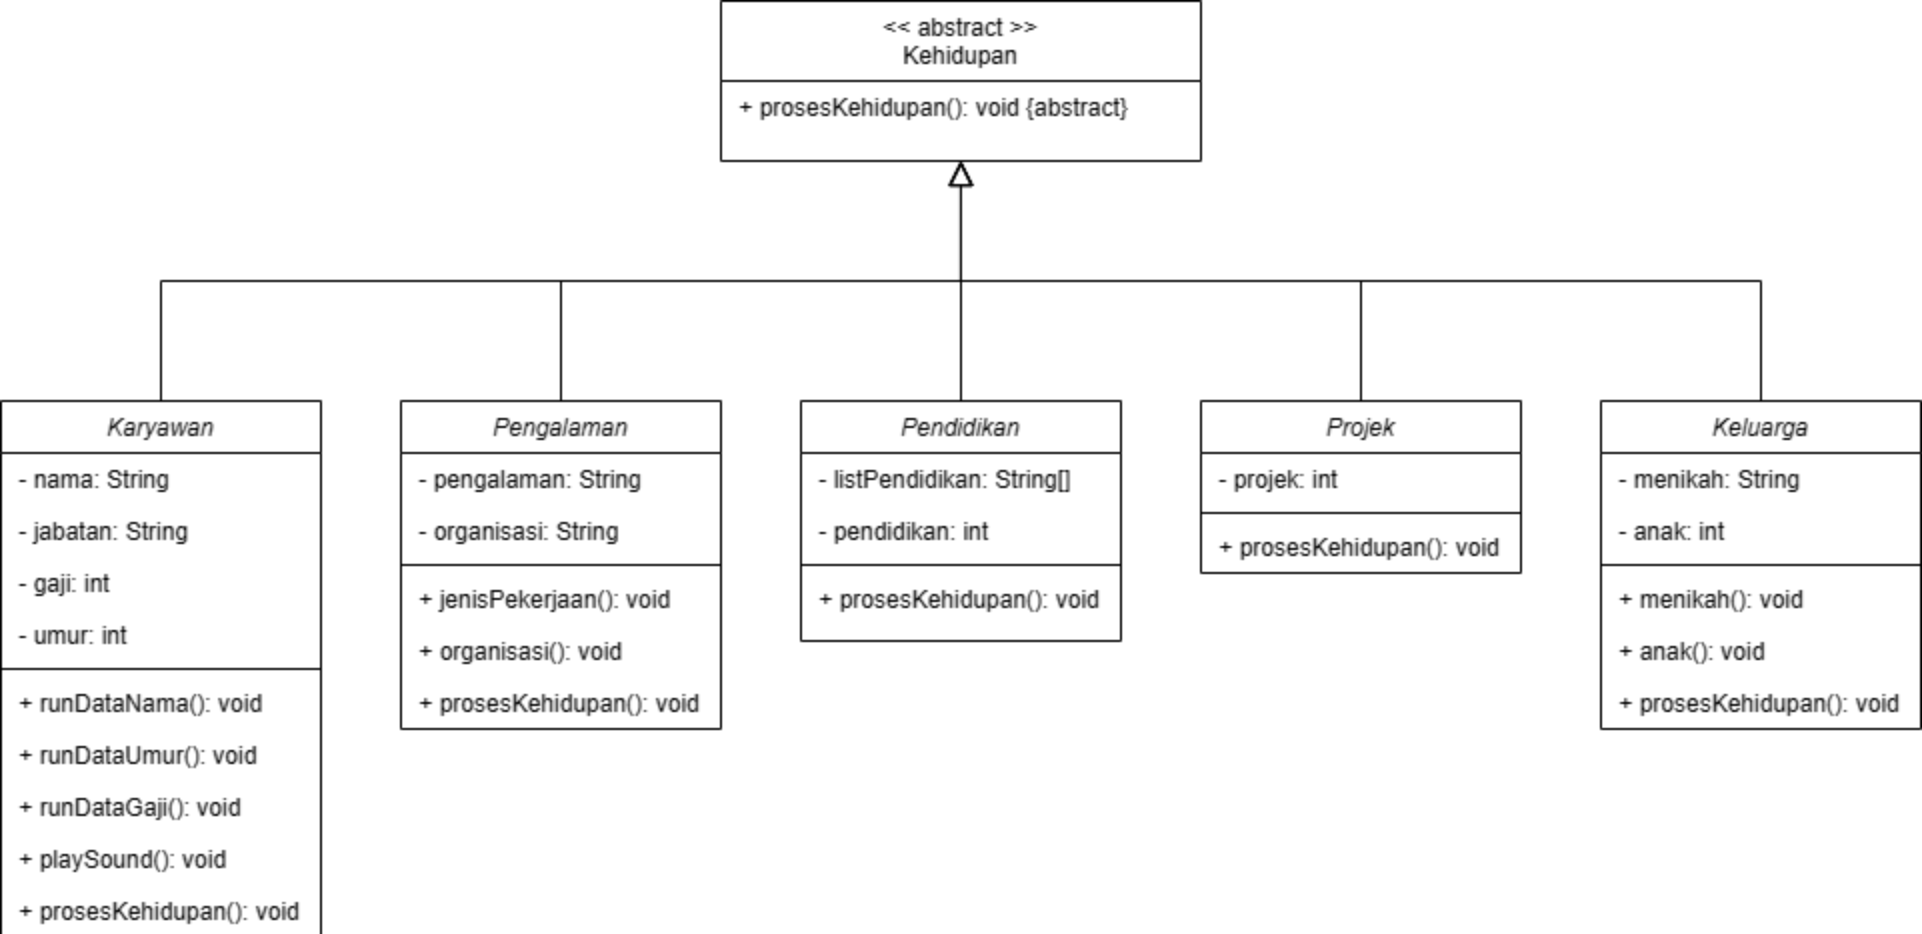 << abstract >>
Kehidupan
+ prosesKehidupan(): void {abstract}
Karyawan
- nama: String
- jabatan: String
- gaji: int
- umur: int
+ runDataNama(): void
+ runDataUmur(): void
+ runDataGaji(): void
+ playSound(): void
+ prosesKehidupan(): void
Pengalaman
- pengalaman: String
- organisasi: String
+ jenisPekerjaan(): void
+ organisasi(): void
+ prosesKehidupan(): void
Pendidikan
- listPendidikan: String[]
- pendidikan: int
+ prosesKehidupan(): void
Projek
- projek: int
+ prosesKehidupan(): void
Keluarga
- menikah: String
- anak: int
+ menikah(): void
+ anak(): void
+ prosesKehidupan(): void